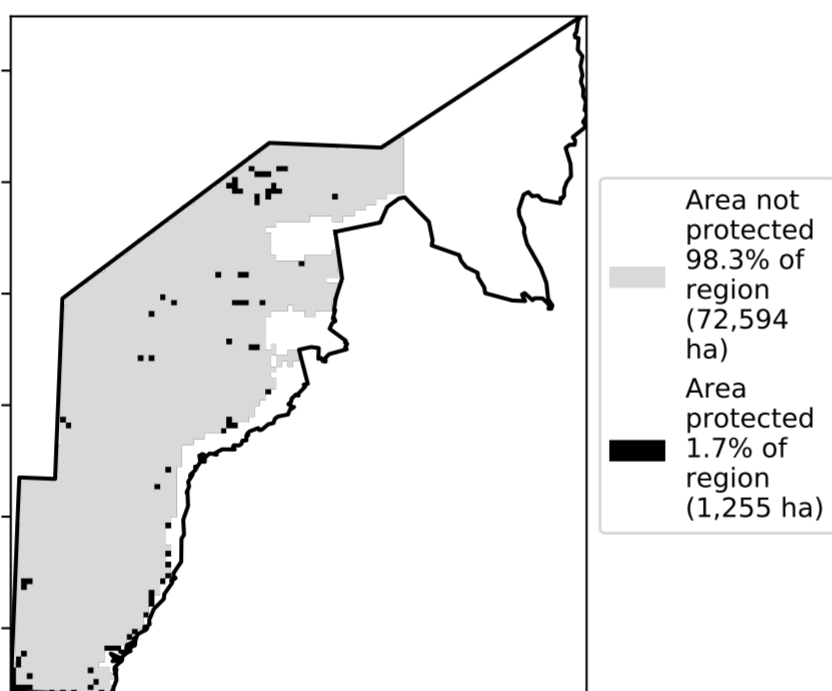 Area not
protected
98.3% of
region
(72,594
ha)
Area
protected
1.7% of
region
(1,255 ha)